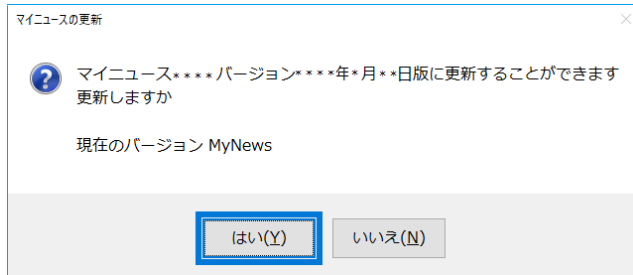 マイニュースの更新
マイニュース****バージョン****年*月**日版に更新することができます
更新しますか
現在のバージョン MyNews
はい(Y)
いいえ(N)